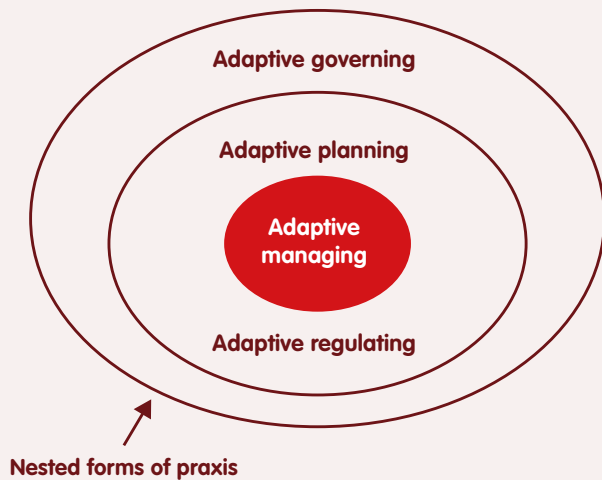 Adaptive governing
Adaptive planning
Adaptive
managing
Adaptive regulating
Nested forms of praxis